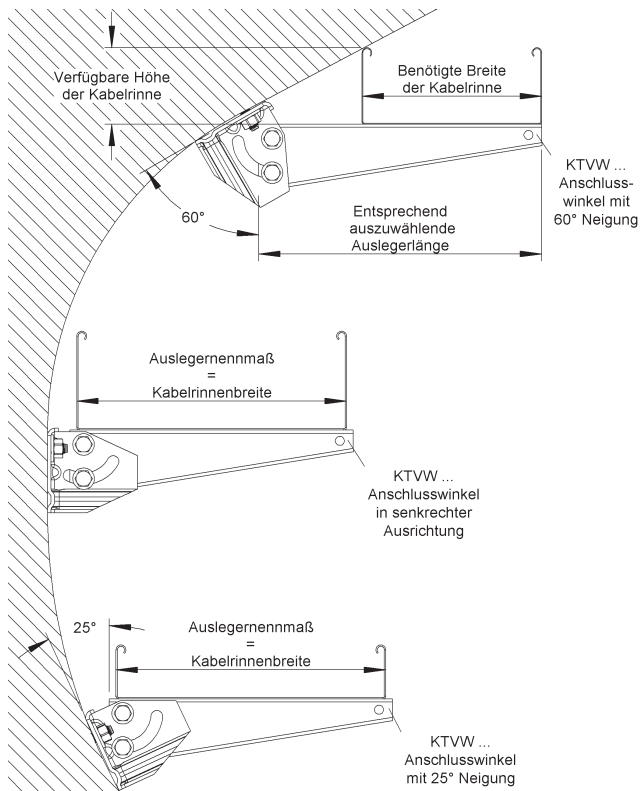 Verfügbare Höhe
der Kabelrinne
Benötigte Breite
der Kabelrinne
KTVW ...
Anschluss-
winkel mit
60° Neigung
60°
Entsprechend
auszuwählende
Auslegerlänge
Auslegernennmaß
=
Kabelrinnenbreite
KTVW ...
Anschlusswinkel
in senkrechter
Ausrichtung
25°
Auslegernennmaß
=
Kabelrinnenbreite
KTVW ...
Anschlusswinkel
mit 25° Neigung